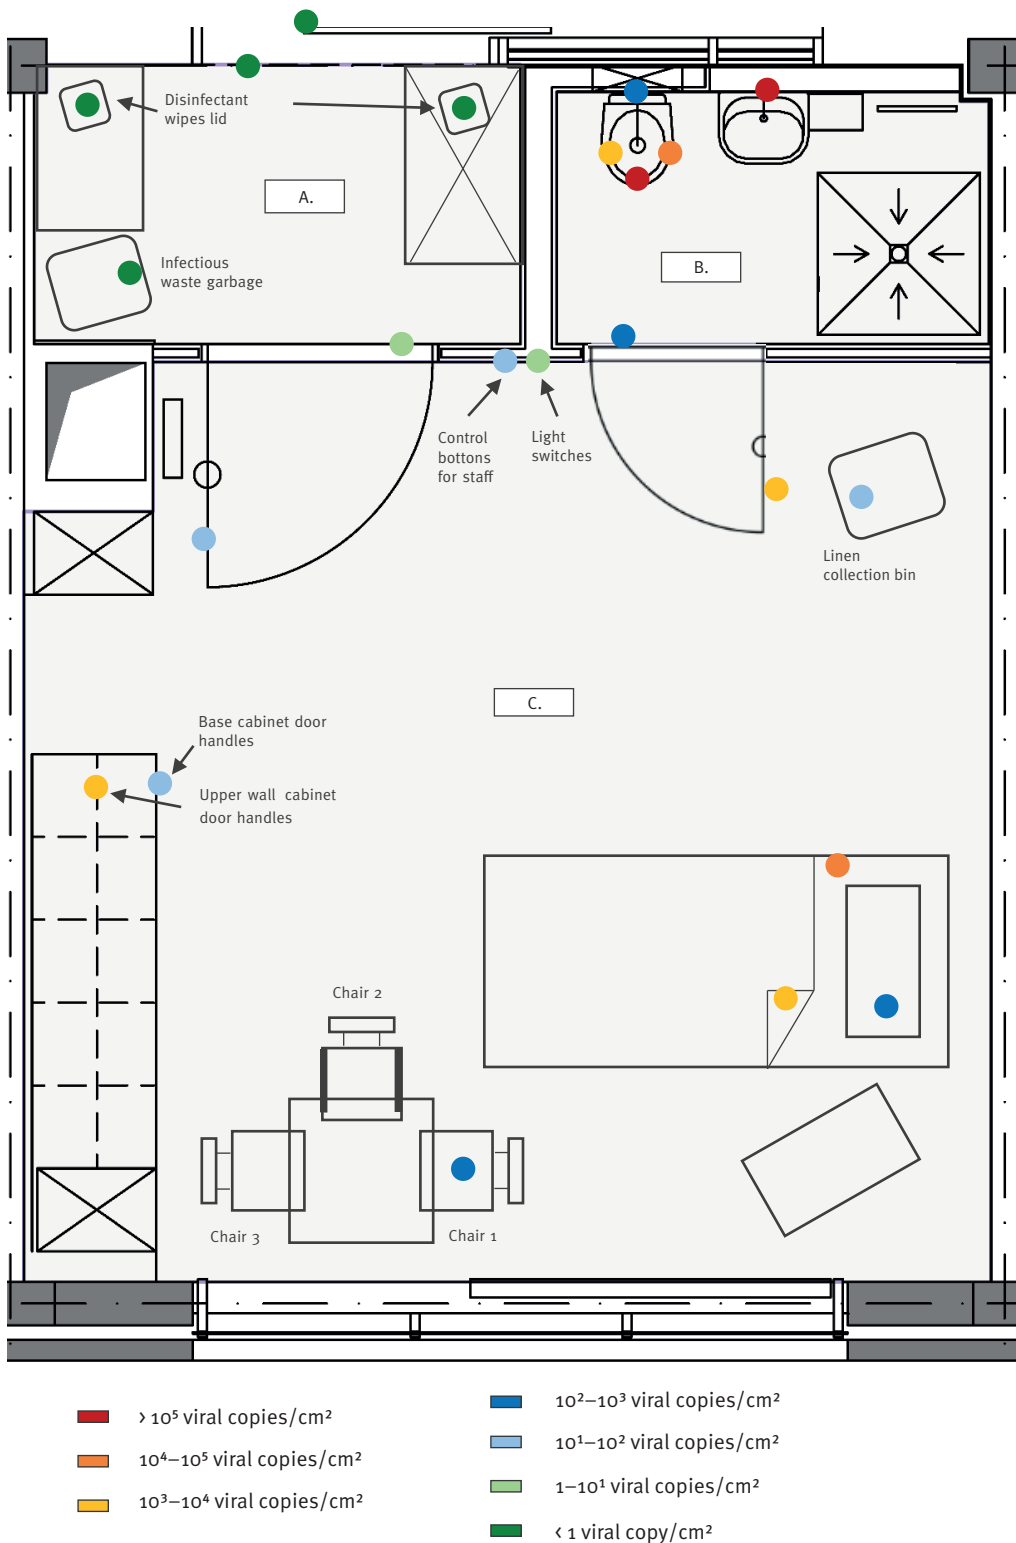 Disinfectant
wipes lid
A.
Infectious
waste garbage
B.
Control
bottons
for staff
Light
switches
Linen
collection bin
C.
Base cabinet door
handles
Upper wall cabinet
door handles
Chair 2
Chair 3
Chair 1
> 10⁵ viral copies/cm²
10⁴–10⁵ viral copies/cm²
10³–10⁴ viral copies/cm²
10²–10³ viral copies/cm²
10¹–10² viral copies/cm²
1–10¹ viral copies/cm²
< 1 viral copy/cm²